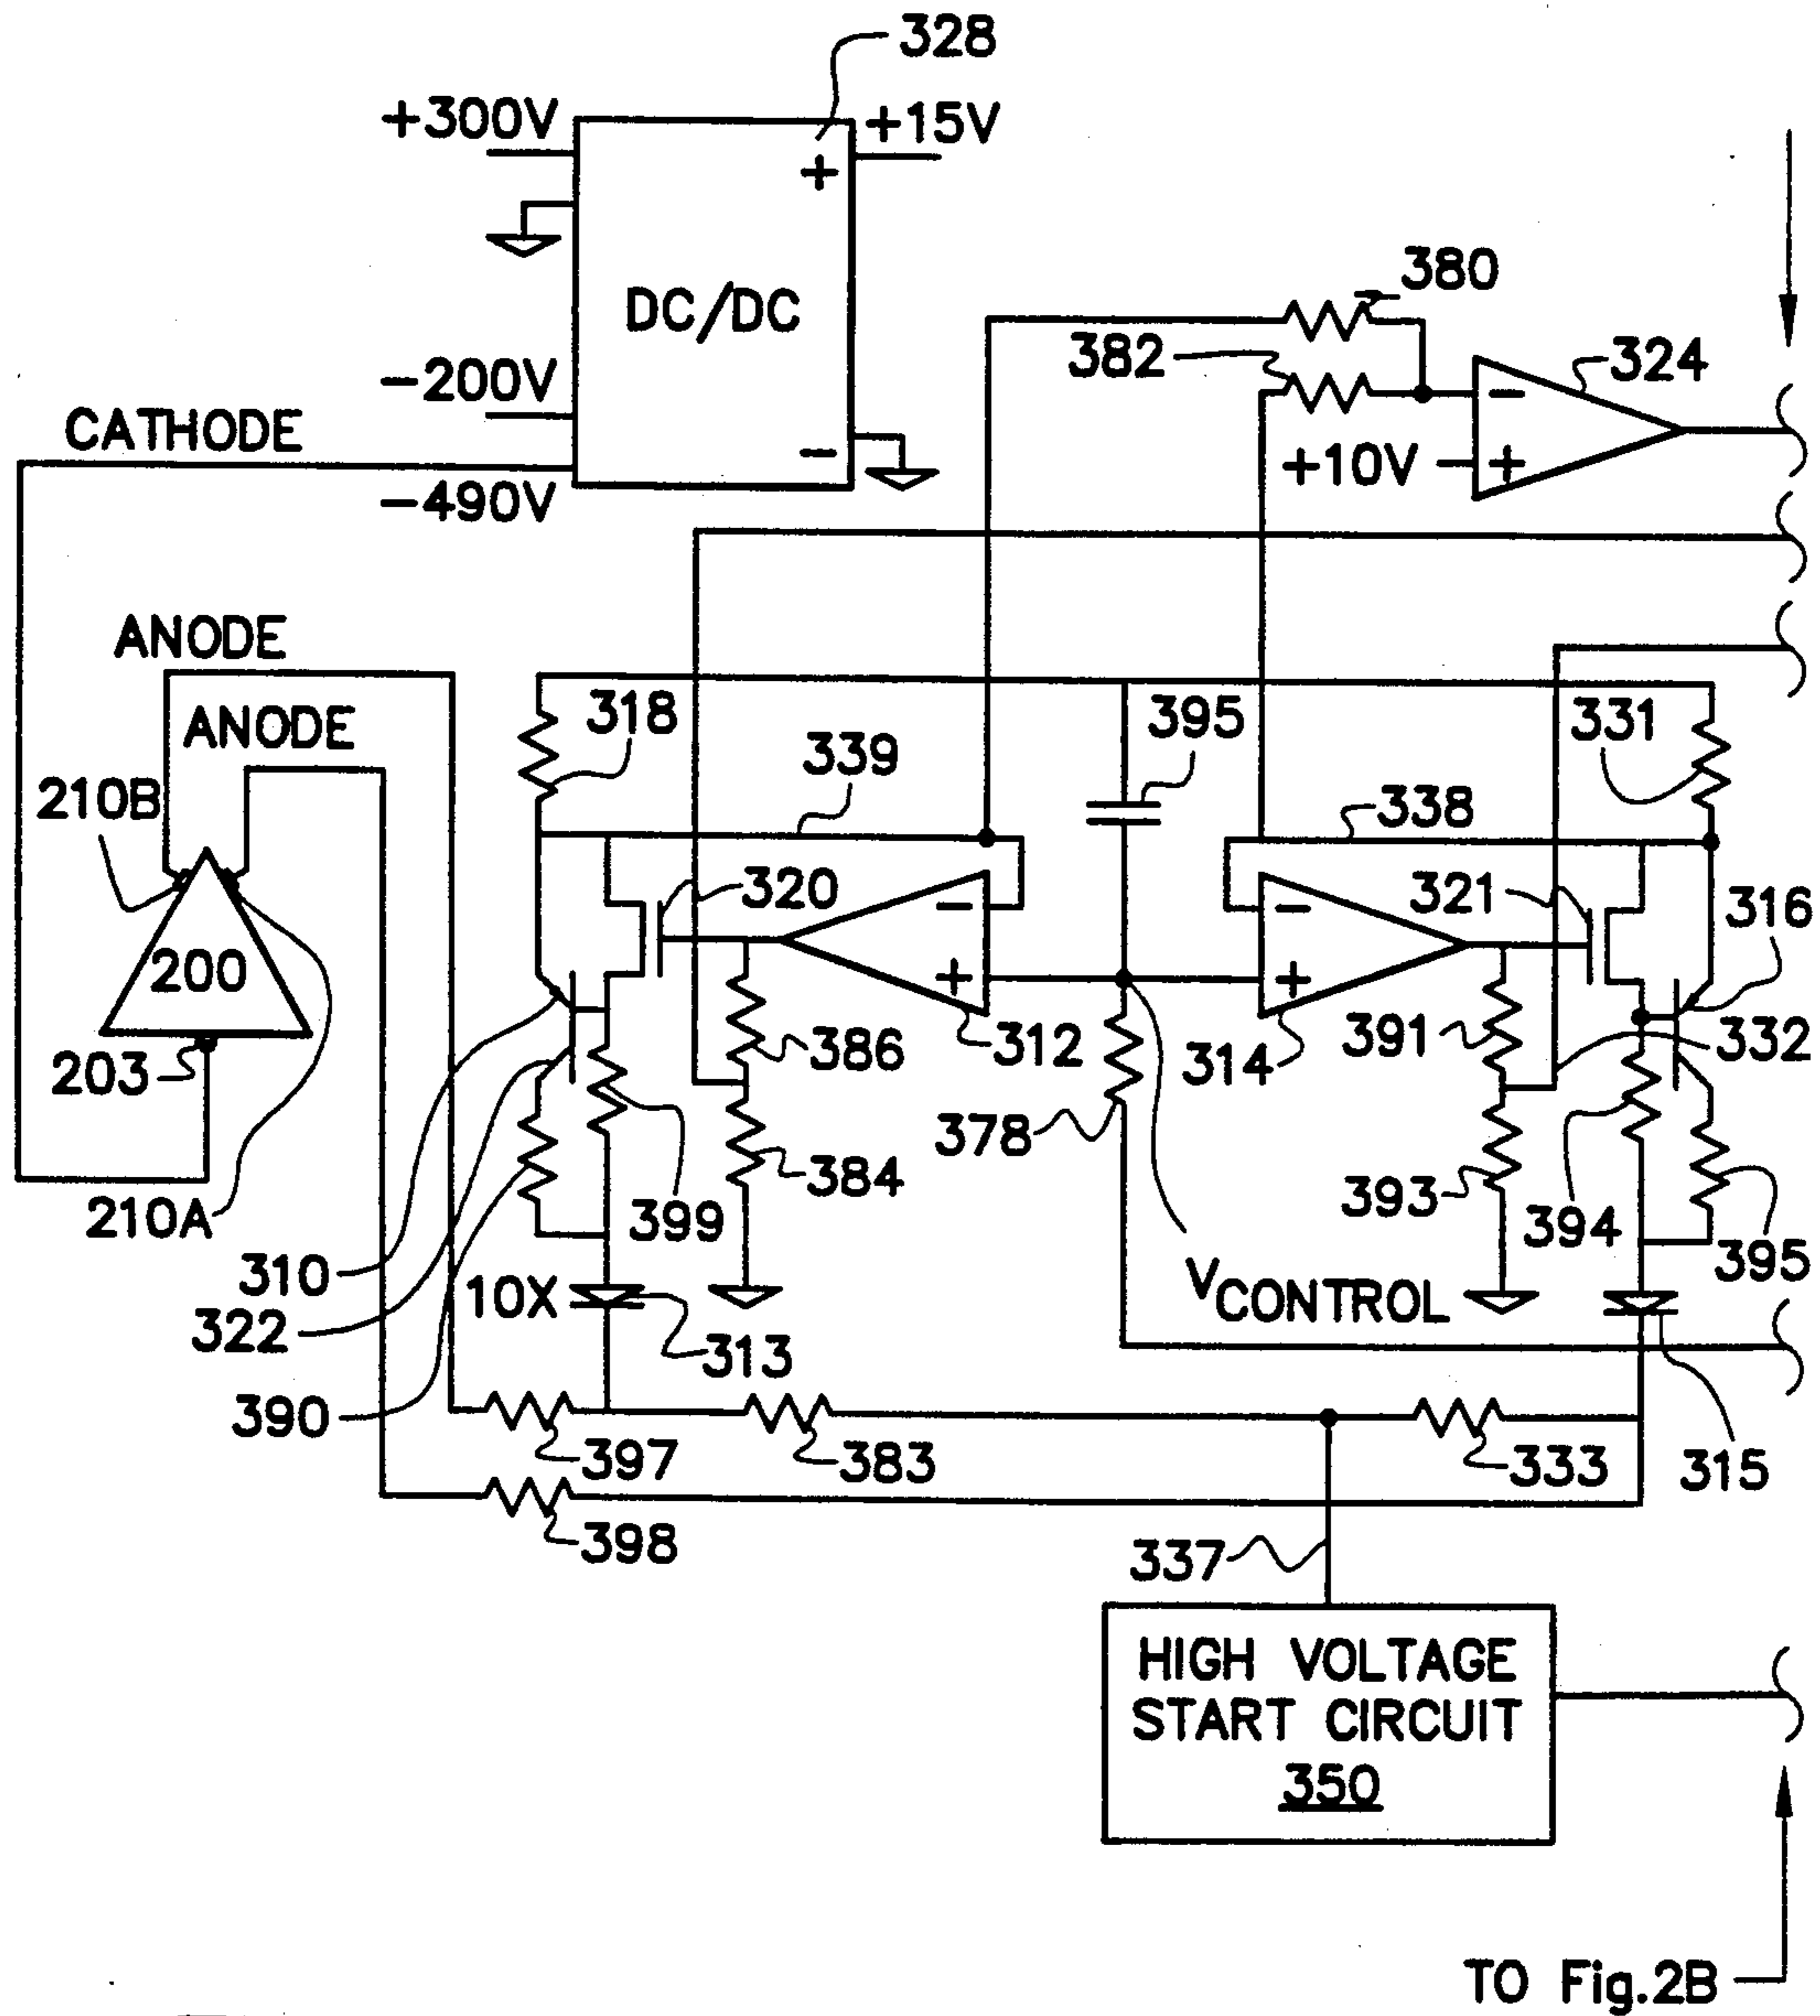 328
+300V
+15V
+
DC/DC
380
382
324
-200V
CATHODE
-
-
+10V
+
-490V
ANODE
318
395
331
ANODE
339
338
210B
320
-
-
321
316
200
+
+
312
314
391
332
203
386
378
384
393
394
399
210A
395
310
10X
VCONTROL
322
313
390
397
383
333
315
398
337
HIGH VOLTAGE
START CIRCUIT
350
TO Fig.2B